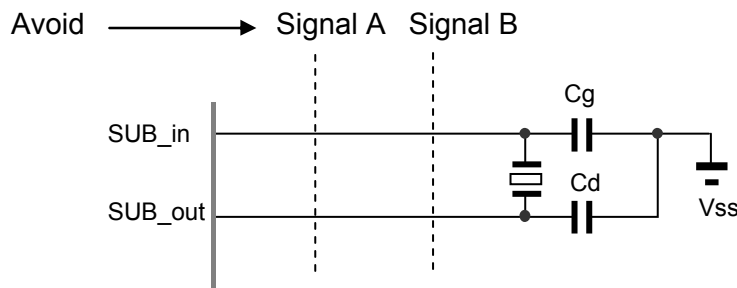 Avoid Signal A Signal B
Cg
SUB_in
Cd
SUB_out
Vss